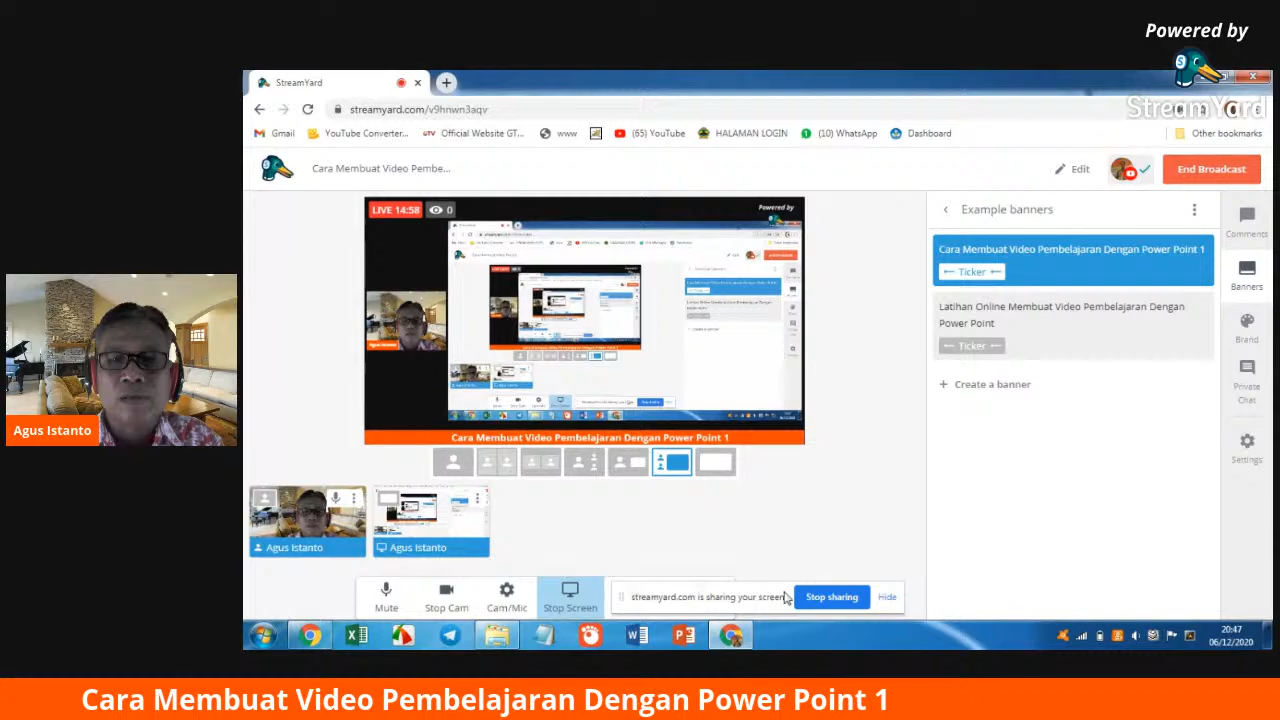 Powered by
StreamYard
StreamYard
streamyard.com/v9hnwn3aqv
Gmail
YouTube Converter...
GTV Official Website GT...
www
(65) YouTube
HALAMAN LOGIN
(10) WhatsApp
Dashboard
Other bookmarks
Cara Membuat Video Pembe...
Edit
End Broadcast
LIVE 14:58
0
Powered by
Cara Membuat Video Pembelajaran Dengan Power Point 1
Example banners
Cara Membuat Video Pembelajaran Dengan Power Point 1
Ticker
Latihan Online Membuat Video Pembelajaran Dengan
Power Point
Ticker
+ Create a banner
Comments
Banners
Brand
Private
Chat
Settings
Agus Istanto
Agus Istanto
Agus Istanto
Mute
Stop Cam
Cam/Mic
Stop Screen
streamyard.com is sharing your screen.
Stop sharing
Hide
20:47
06/12/2020
Cara Membuat Video Pembelajaran Dengan Power Point 1